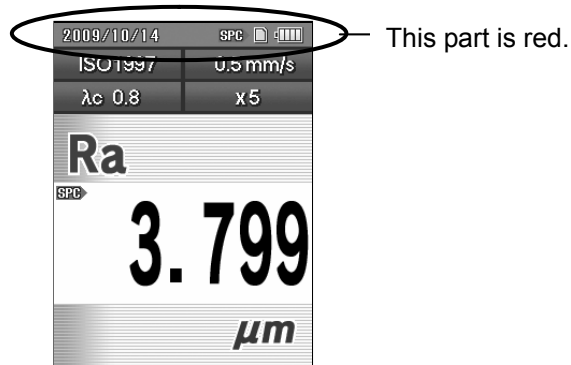 2009/10/14 SPC
This part is red.
ISO1997 0.5 mm/s
λc 0.8 x5
Ra
SPC
3.799
µm